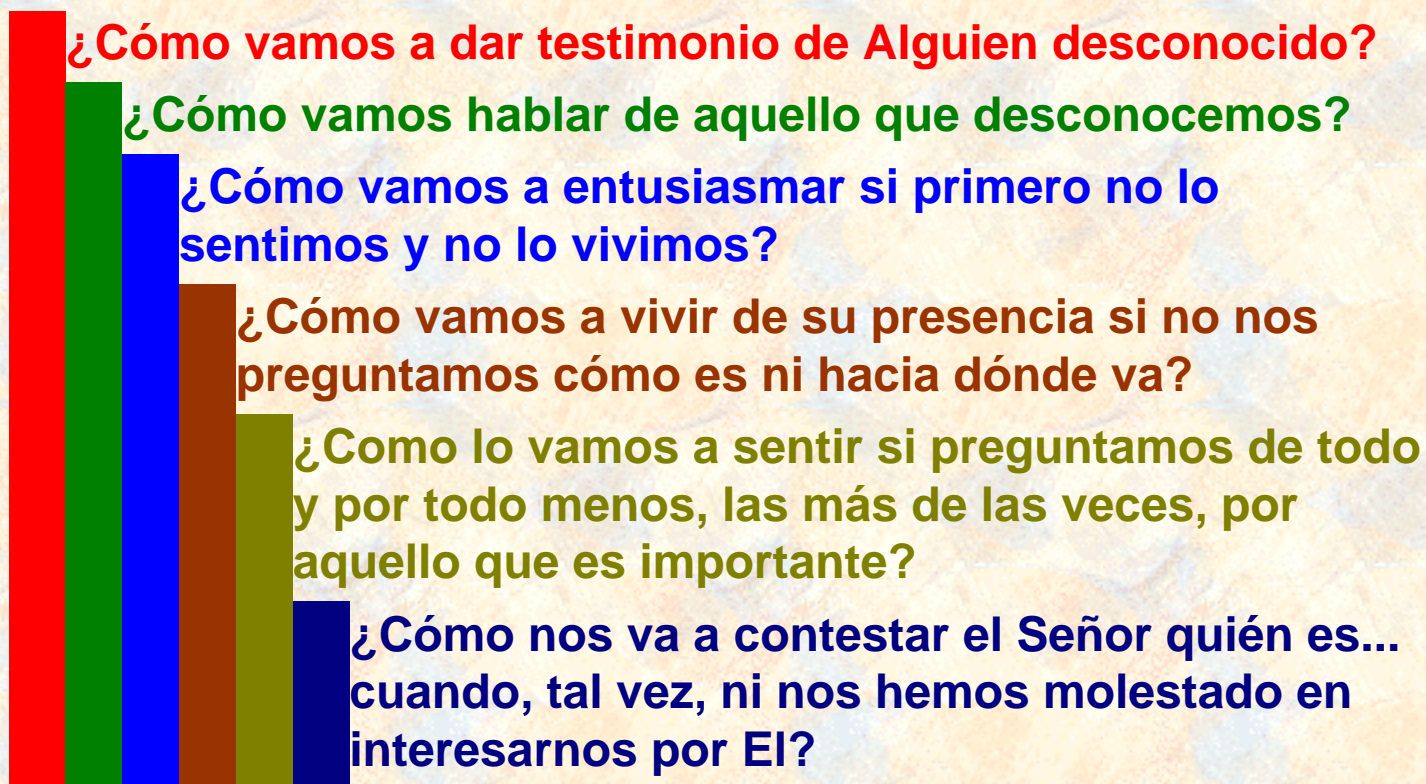 ¿Cómo vamos a dar testimonio de Alguien desconocido?
¿Cómo vamos hablar de aquello que desconocemos?
¿Cómo vamos a entusiasmar si primero no lo
sentimos y no lo vivimos?
¿Cómo vamos a vivir de su presencia si no nos
preguntamos cómo es ni hacia dónde va?
¿Como lo vamos a sentir si preguntamos de todo
y por todo menos, las más de las veces, por
aquello que es importante?
¿Cómo nos va a contestar el Señor quién es...
cuando, tal vez, ni nos hemos molestado en
interesarnos por El?